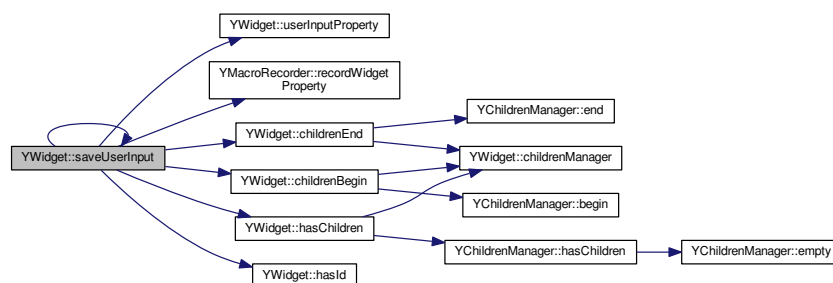 YWidget::userInputProperty
YMacroRecorder::recordWidget
Property
YChildrenManager::end
YWidget::childrenEnd
YWidget::saveUserInput
YWidget::childrenManager
YWidget::childrenBegin
YChildrenManager::begin
YWidget::hasChildren
YChildrenManager::hasChildren
YChildrenManager::empty
YWidget::hasId